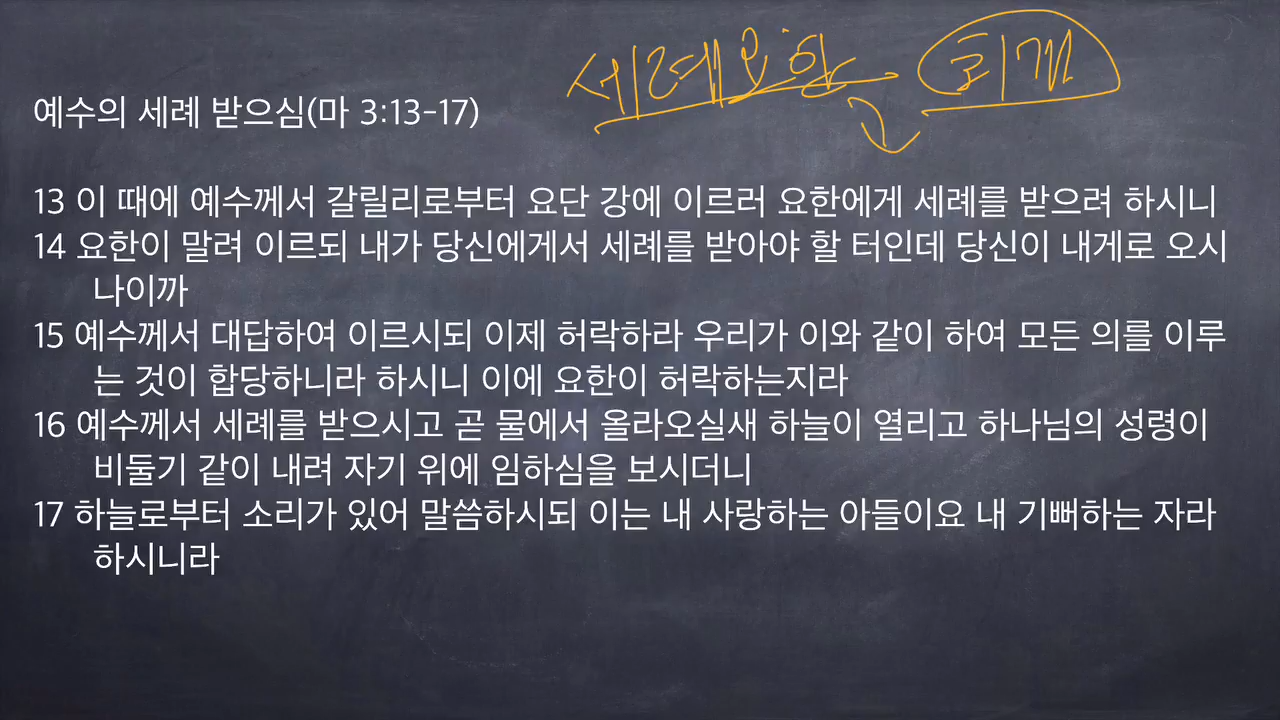 세례요한 회개
예수의 세례 받으심(마 3:13-17)
13 이 때에 예수께서 갈릴리로부터 요단 강에 이르러 요한에게 세례를 받으려 하시니
14 요한이 말려 이르되 내가 당신에게서 세례를 받아야 할 터인데 당신이 내게로 오시
나이까
15 예수께서 대답하여 이르시되 이제 허락하라 우리가 이와 같이 하여 모든 의를 이루
는 것이 합당하니라 하시니 이에 요한이 허락하는지라
16 예수께서 세례를 받으시고 곧 물에서 올라오실새 하늘이 열리고 하나님의 성령이
비둘기 같이 내려 자기 위에 임하심을 보시더니
17 하늘로부터 소리가 있어 말씀하시되 이는 내 사랑하는 아들이요 내 기뻐하는 자라
하시니라